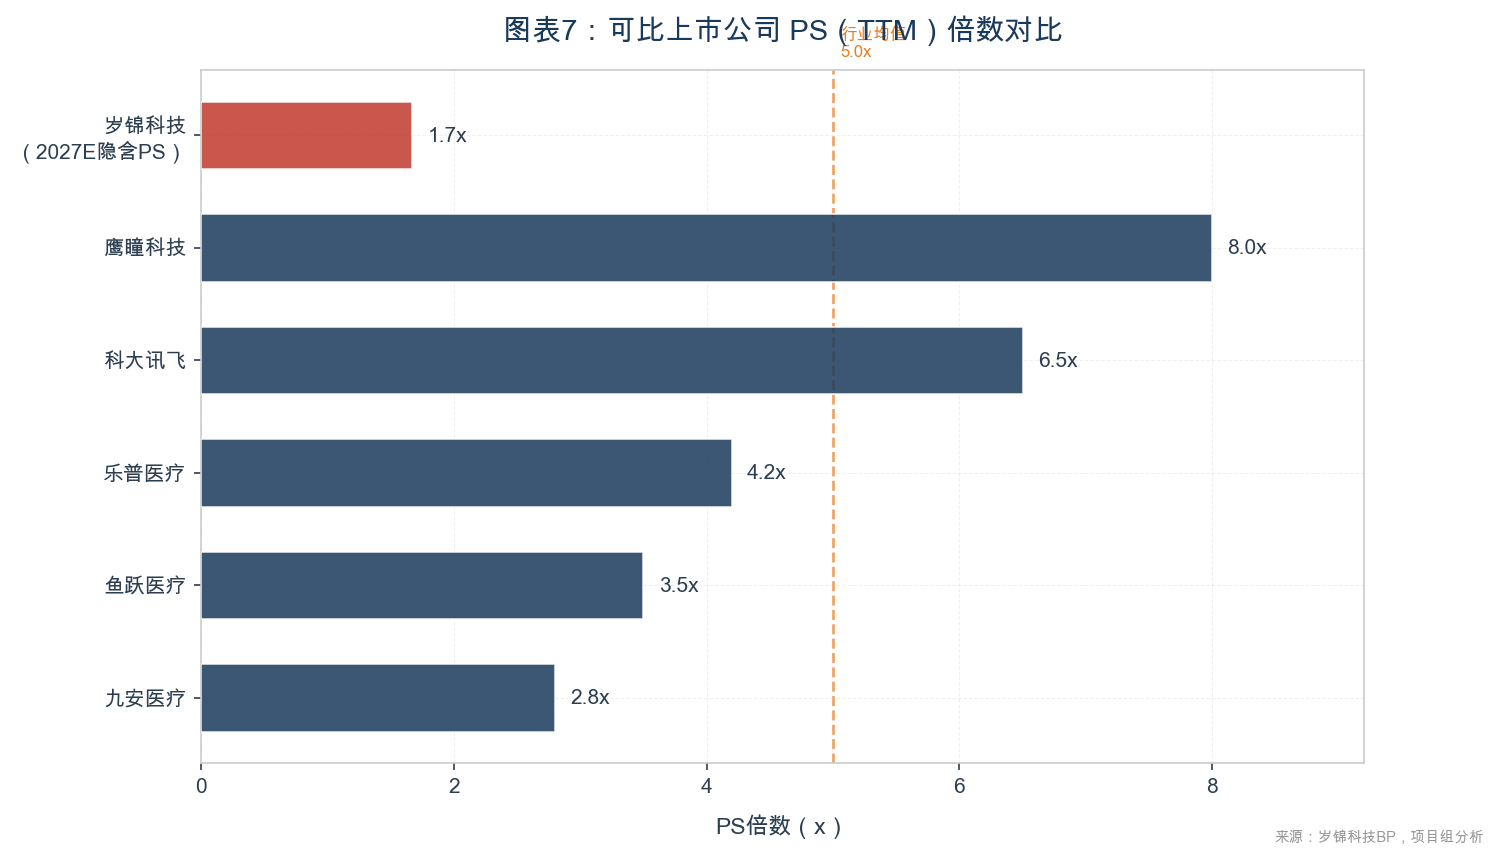 图表7：可比上市公司 PS（TTM）倍数对比
行业均值
5.0x
岁锦科技
（2027E隐含PS）
1.7x
鹰瞳科技
8.0x
科大讯飞
6.5x
乐普医疗
4.2x
鱼跃医疗
3.5x
九安医疗
2.8x
0
2
4
6
8
PS倍数（x）
来源：岁锦科技BP，项目组分析